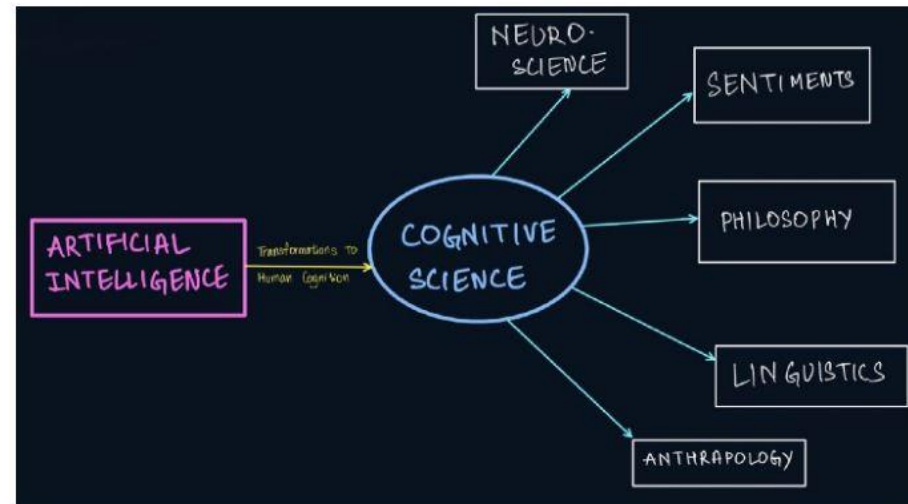 NEURO-
SCIENCE
SENTIMENTS
PHILOSOPHY
ARTIFICIAL
INTELLIGENCE
Transformations To
Human Cognition
COGNITIVE
SCIENCE
LINGUISTICS
ANTHRAPOLOGY